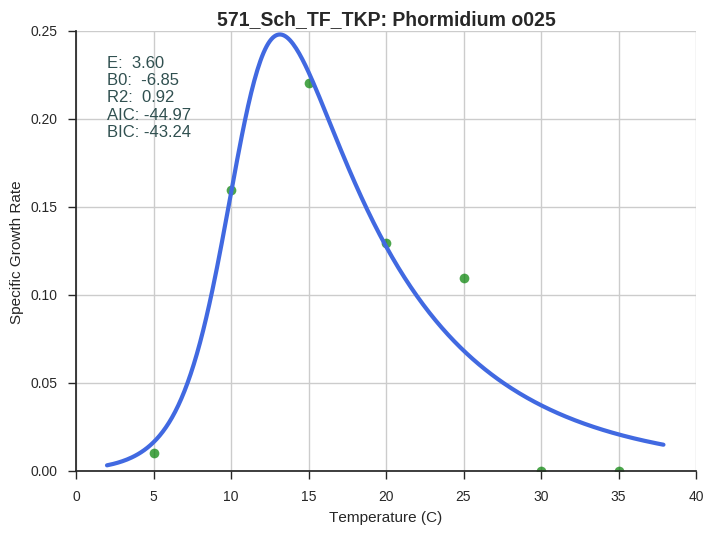 571_Sch_TF_TKP: Phormidium o025
E:  3.60
B0:  -6.85
R2:  0.92
AIC: -44.97
BIC: -43.24
0.25
0.20
0.15
0.10
0.05
0.00
Specific Growth Rate
0 5 10 15 20 25 30 35 40
Temperature (C)